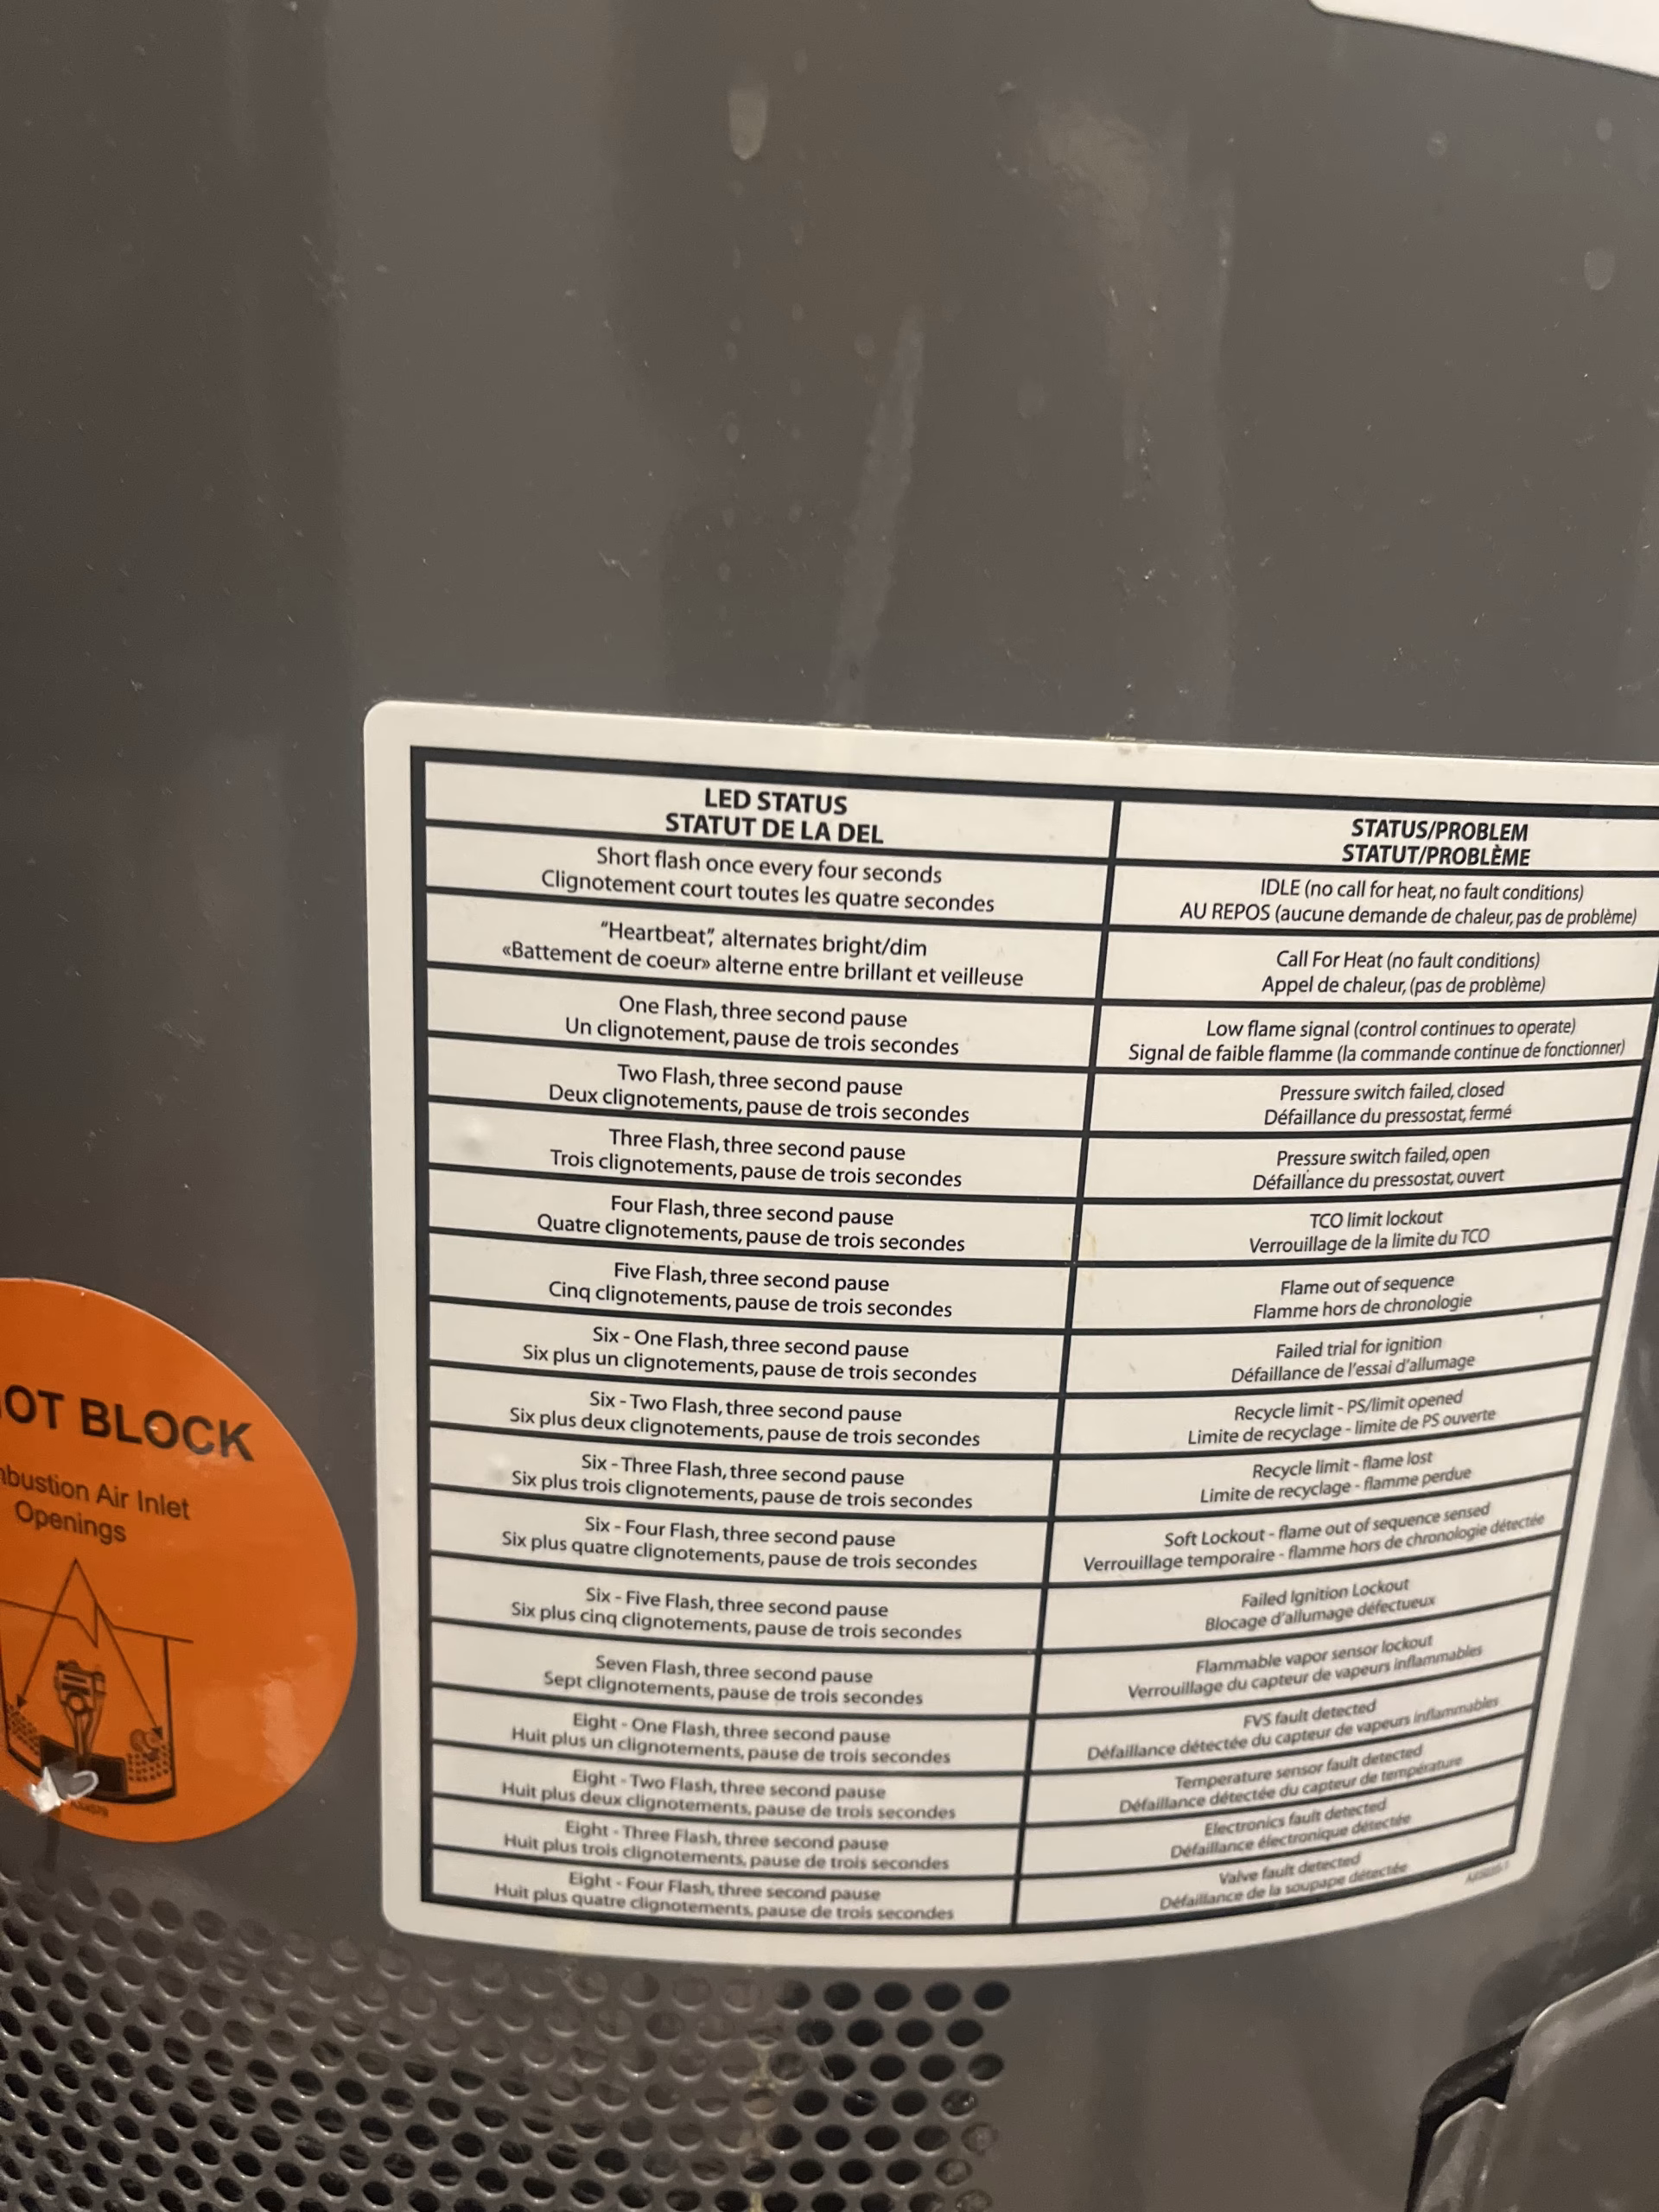 LED STATUS
STATUT DE LA DEL
STATUS/PROBLEM
STATUT/PROBLÈME
Short flash once every four seconds
Clignotement court toutes les quatre secondes
IDLE (no call for heat, no fault conditions)
AU REPOS (aucune demande de chaleur, pas de problème)
"Heartbeat", alternates bright/dim
«Battement de coeur» alterne entre brillant et veilleuse
Call For Heat (no fault conditions)
Appel de chaleur, (pas de problème)
One Flash, three second pause
Un clignotement, pause de trois secondes
Low flame signal (control continues to operate)
Signal de faible flamme (la commande continue de fonctionner)
Two Flash, three second pause
Deux clignotements, pause de trois secondes
Pressure switch failed, closed
Défaillance du pressostat, fermé
Three Flash, three second pause
Trois clignotements, pause de trois secondes
Pressure switch failed, open
Défaillance du pressostat, ouvert
Four Flash, three second pause
Quatre clignotements, pause de trois secondes
TCO limit lockout
Verrouillage de la limite du TCO
Five Flash, three second pause
Cinq clignotements, pause de trois secondes
Flame out of sequence
Flamme hors de chronologie
Six - One Flash, three second pause
Six plus un clignotements, pause de trois secondes
Failed trial for ignition
Défaillance de l'essai d'allumage
Six - Two Flash, three second pause
Six plus deux clignotements, pause de trois secondes
Recycle limit - PS/limit opened
Limite de recyclage - limite de PS ouverte
Six - Three Flash, three second pause
Six plus trois clignotements, pause de trois secondes
Recycle limit - flame lost
Limite de recyclage - flamme perdue
Six - Four Flash, three second pause
Six plus quatre clignotements, pause de trois secondes
Soft Lockout - flame out of sequence sensed
Verrouillage temporaire - flamme hors de chronologie détectée
Six - Five Flash, three second pause
Six plus cinq clignotements, pause de trois secondes
Failed Ignition Lockout
Blocage d'allumage défectueux
Seven Flash, three second pause
Sept clignotements, pause de trois secondes
Flammable vapor sensor lockout
Verrouillage du capteur de vapeurs inflammables
Eight - One Flash, three second pause
Huit plus un clignotements, pause de trois secondes
FVS fault detected
Défaillance détectée du capteur de vapeurs inflammables
Eight - Two Flash, three second pause
Huit plus deux clignotements, pause de trois secondes
Temperature sensor fault detected
Défaillance détectée du capteur de température
Eight - Three Flash, three second pause
Huit plus trois clignotements, pause de trois secondes
Electronics fault detected
Défaillance électronique détectée
Eight - Four Flash, three second pause
Huit plus quatre clignotements, pause de trois secondes
Valve fault detected
Défaillance de la soupape détectée
OT BLOCK
bustion Air Inlet
Openings